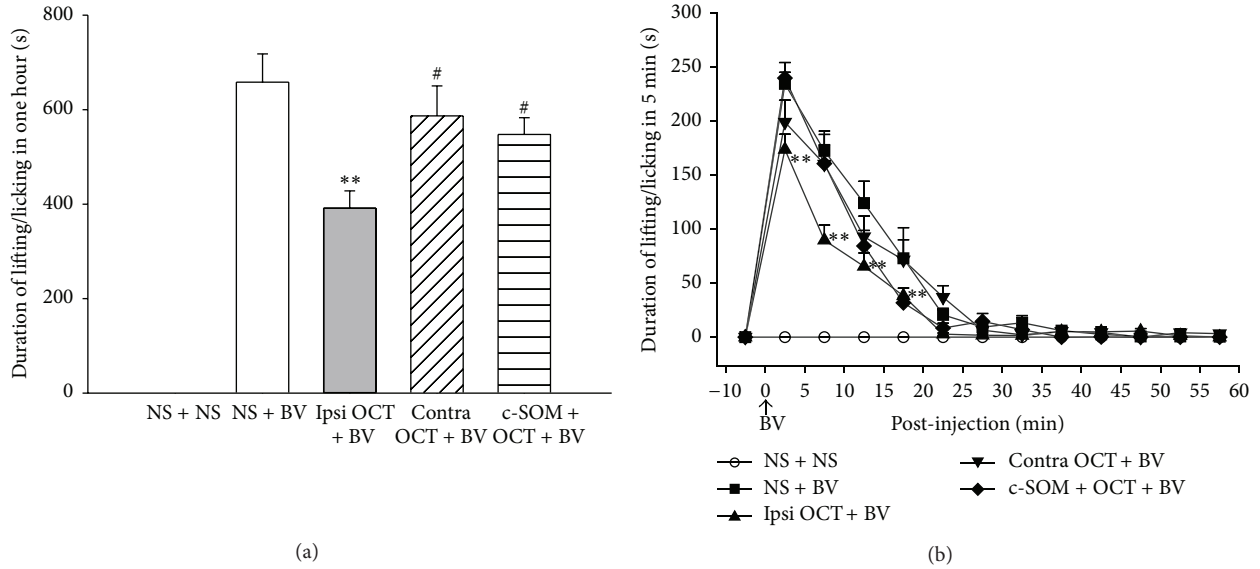 Duration of lifting/licking in one hour (s)
800
600
400
200
0
**
#
#
NS + NS
NS + BV
Ipsi OCT
+ BV
Contra
OCT + BV
c-SOM +
OCT + BV
(a)
Duration of lifting/licking in 5 min (s)
300
250
200
150
100
50
0
**
**
**
**
−10 −5 0 5 10 15 20 25 30 35 40 45 50 55 60
BV
Post-injection (min)
NS + NS
NS + BV
Ipsi OCT + BV
Contra OCT + BV
c-SOM + OCT + BV
(b)